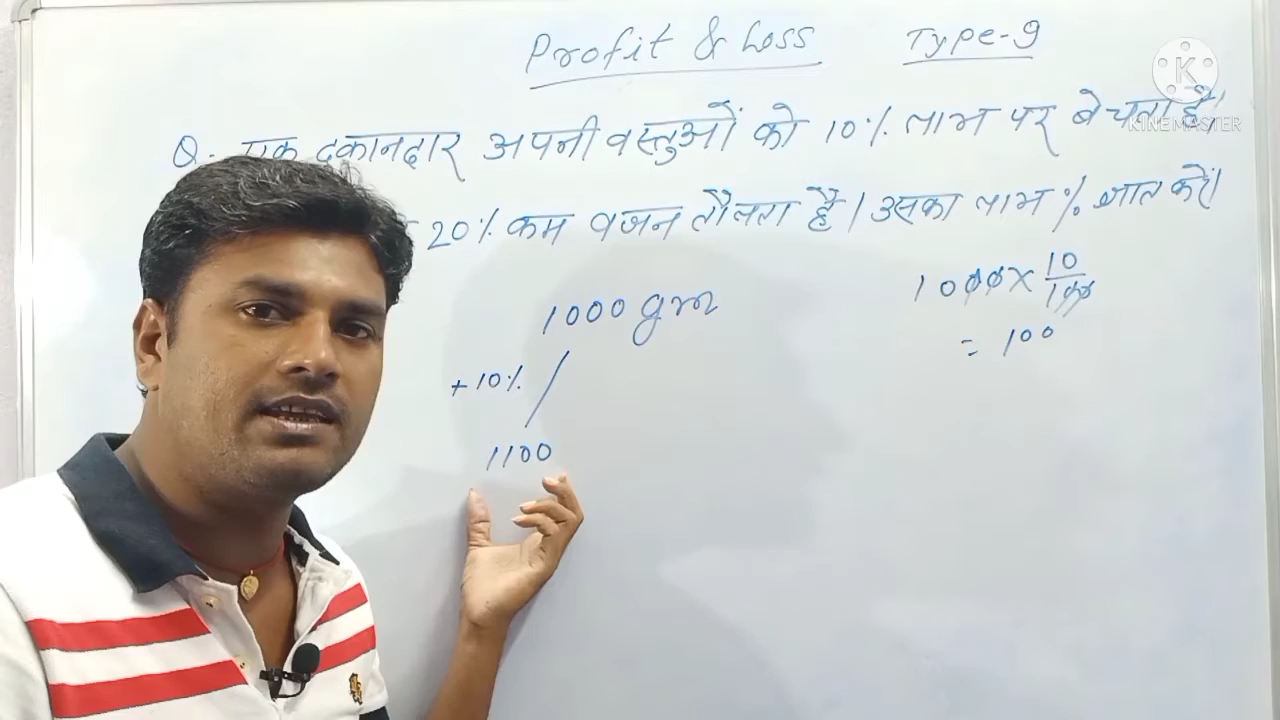 Profit & Loss Type-9
Q. एक दुकानदार अपनी वस्तुओं को 10% लाभ पर बेचता है।
20% कम वजन तौलता है। उसका लाभ % ज्ञात करें।
1000 gm
+10%
1100
1000 × 10/100
= 100
K
KINEMASTER